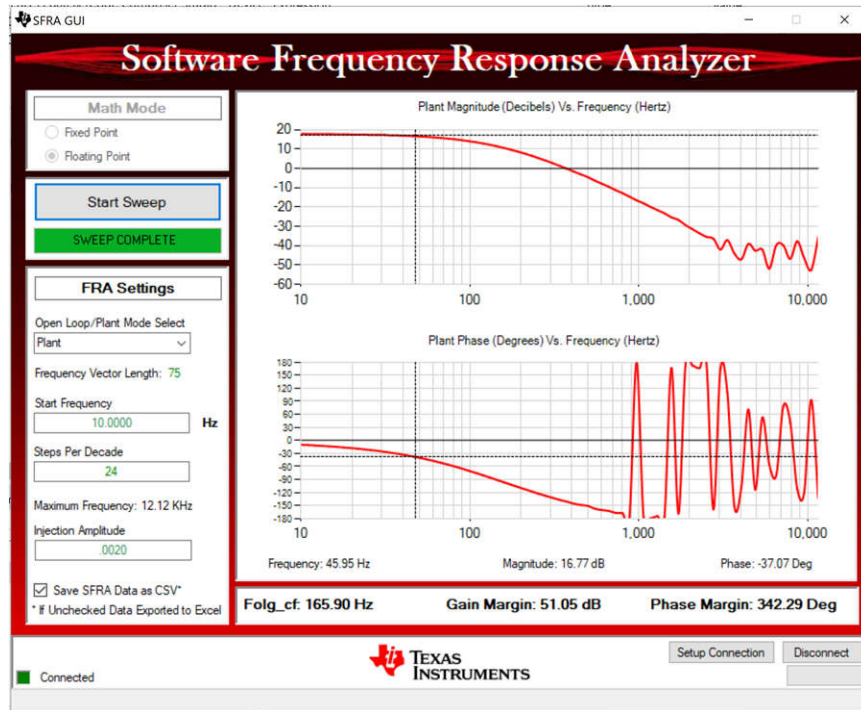 SFRA GUI
Software Frequency Response Analyzer
Math Mode
Fixed Point
Floating Point
Start Sweep
SWEEP COMPLETE
FRA Settings
Open Loop/Plant Mode Select
Plant
Frequency Vector Length: 75
Start Frequency
10.0000 Hz
Steps Per Decade
24
Maximum Frequency: 12.12 KHz
Injection Amplitude
.0020
Save SFRA Data as CSV*
* If Unchecked Data Exported to Excel
Plant Magnitude (Decibels) Vs. Frequency (Hertz)
20
10
0
-10
-20
-30
-40
-50
-60
10 100 1,000 10,000
Plant Phase (Degrees) Vs. Frequency (Hertz)
180
150
120
90
60
30
0
-30
-60
-90
-120
-150
-180
10 100 1,000 10,000
Frequency: 45.95 Hz Magnitude: 16.77 dB Phase: -37.07 Deg
Folg_cf: 165.90 Hz Gain Margin: 51.05 dB Phase Margin: 342.29 Deg
Connected
TEXAS
INSTRUMENTS
Setup Connection Disconnect